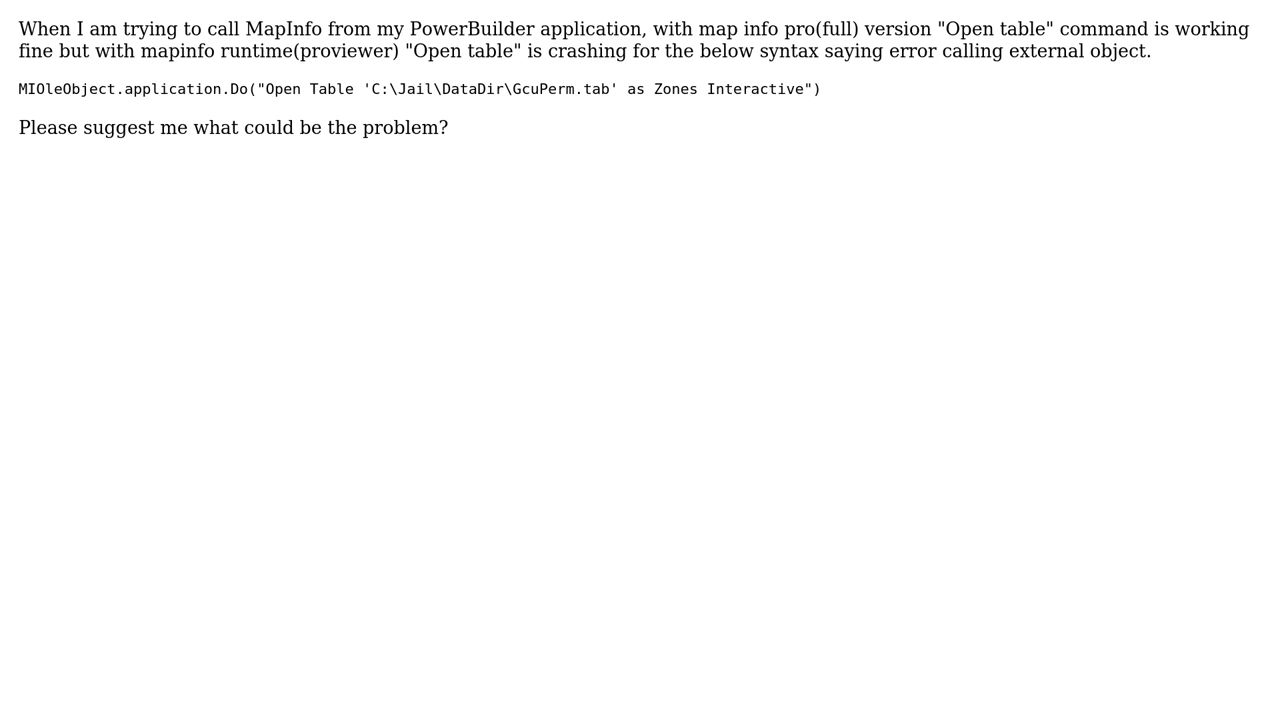 When I am trying to call MapInfo from my PowerBuilder application, with map info pro(full) version "Open table" command is working
fine but with mapinfo runtime(proviewer) "Open table" is crashing for the below syntax saying error calling external object.
MIOleObject.application.Do("Open Table 'C:\Jail\DataDir\GcuPerm.tab' as Zones Interactive")
Please suggest me what could be the problem?